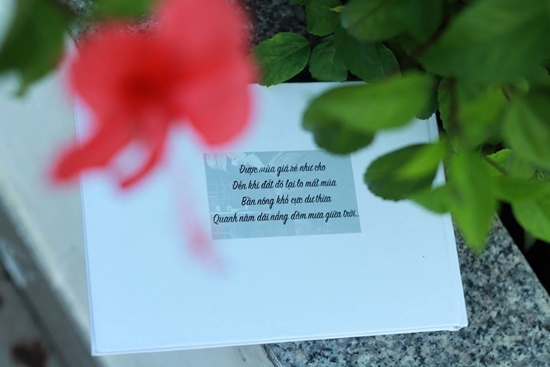 Được mùa giá rẻ như cho
Đến khi đắt đỏ lại lo mất mùa
Bần nông khổ cực dư thừa
Quanh năm dãi nắng dầm mưa giữa trời...